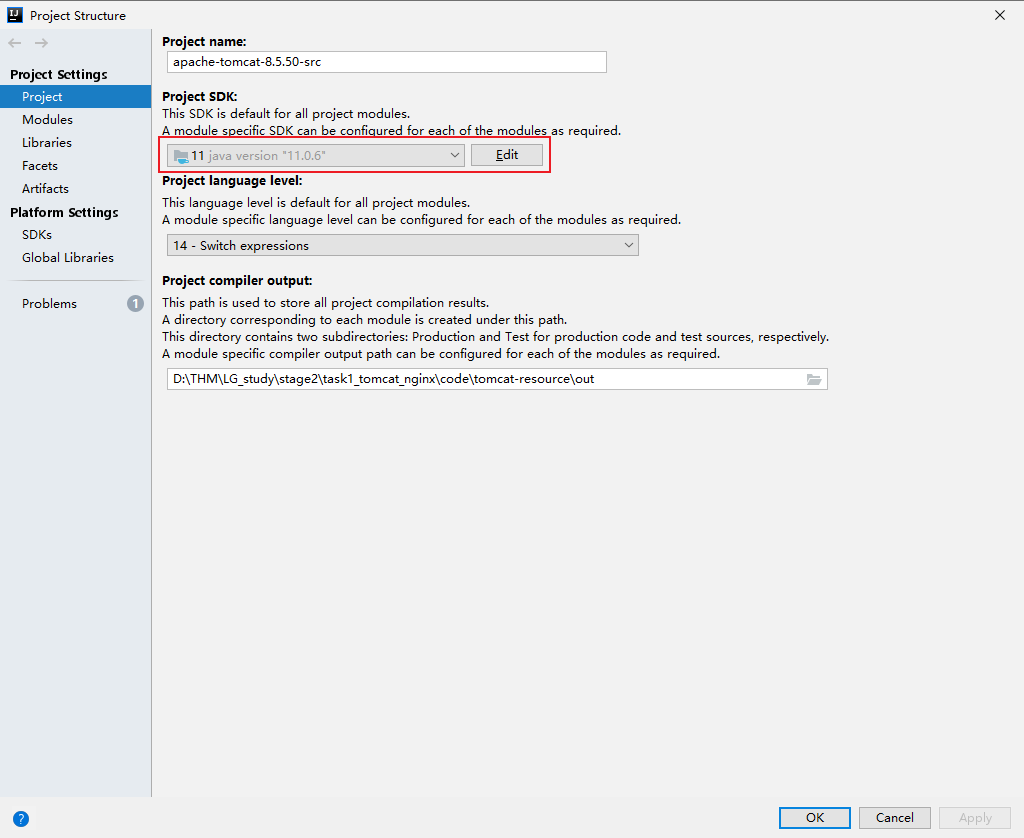 IJ Project Structure
Project Settings
Project
Modules
Libraries
Facets
Artifacts
Platform Settings
SDKs
Global Libraries
Problems 1
Project name:
apache-tomcat-8.5.50-src
Project SDK:
This SDK is default for all project modules.
A module specific SDK can be configured for each of the modules as required.
11 java version "11.0.6" Edit
Project language level:
This language level is default for all project modules.
A module specific language level can be configured for each of the modules as required.
14 - Switch expressions
Project compiler output:
This path is used to store all project compilation results.
A directory corresponding to each module is created under this path.
This directory contains two subdirectories: Production and Test for production code and test sources, respectively.
A module specific compiler output path can be configured for each of the modules as required.
D:\THM\LG_study\stage2\task1_tomcat_nginx\code\tomcat-resource\out
? OK Cancel Apply